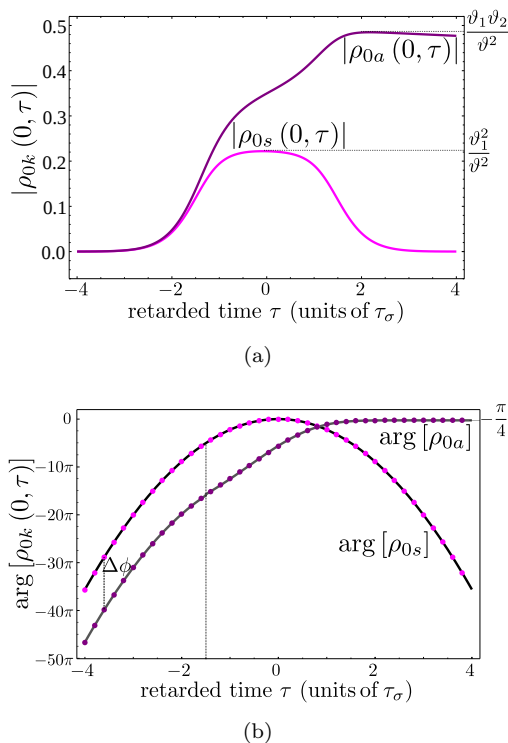 0.5
0.4
0.3
0.2
0.1
0.0
|ρ₀ₖ (0, τ)|
|ρ₀ₐ (0, τ)|
|ρ₀ₛ (0, τ)|
ϑ₁ϑ₂/ϑ²
ϑ₁²/ϑ²
−4 −2 0 2 4
retarded time τ (units of τ_σ)
(a)
0
−10π
−20π
−30π
−40π
−50π
arg [ρ₀ₖ (0, τ)]
−π/4
arg [ρ₀ₐ]
arg [ρ₀ₛ]
Δϕ
−4 −2 0 2 4
retarded time τ (units of τ_σ)
(b)